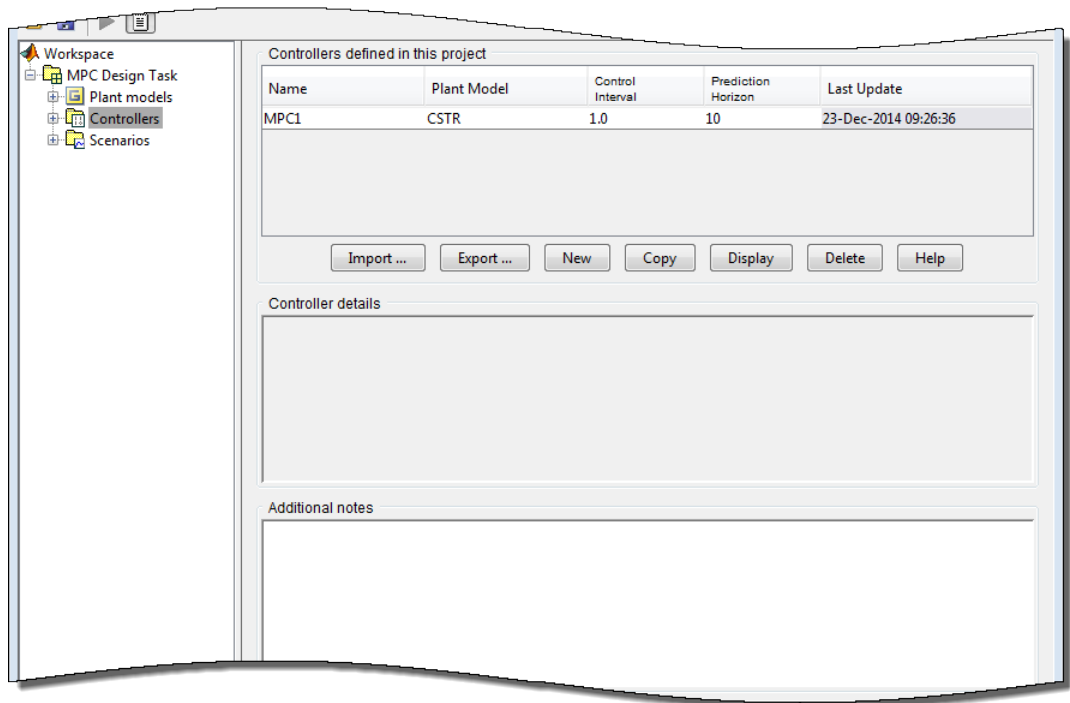 Workspace
MPC Design Task
Plant models
Controllers
Scenarios
Controllers defined in this project
Name Plant Model Control Interval Prediction Horizon Last Update
MPC1 CSTR 1.0 10 23-Dec-2014 09:26:36
Import ... Export ... New Copy Display Delete Help
Controller details
Additional notes